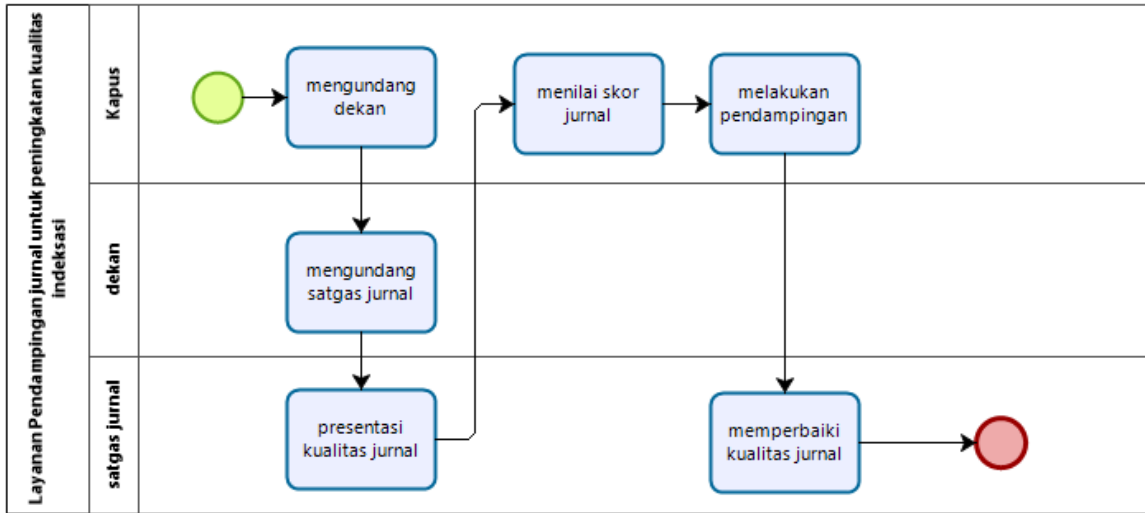 Layanan Pendampingan jurnal untuk peningkatan kualitas
indeksasi
Kapus
mengundang
dekan
menilai skor
jurnal
melakukan
pendampingan
dekan
mengundang
satgas jurnal
satgas jurnal
presentasi
kualitas jurnal
memperbaiki
kualitas jurnal